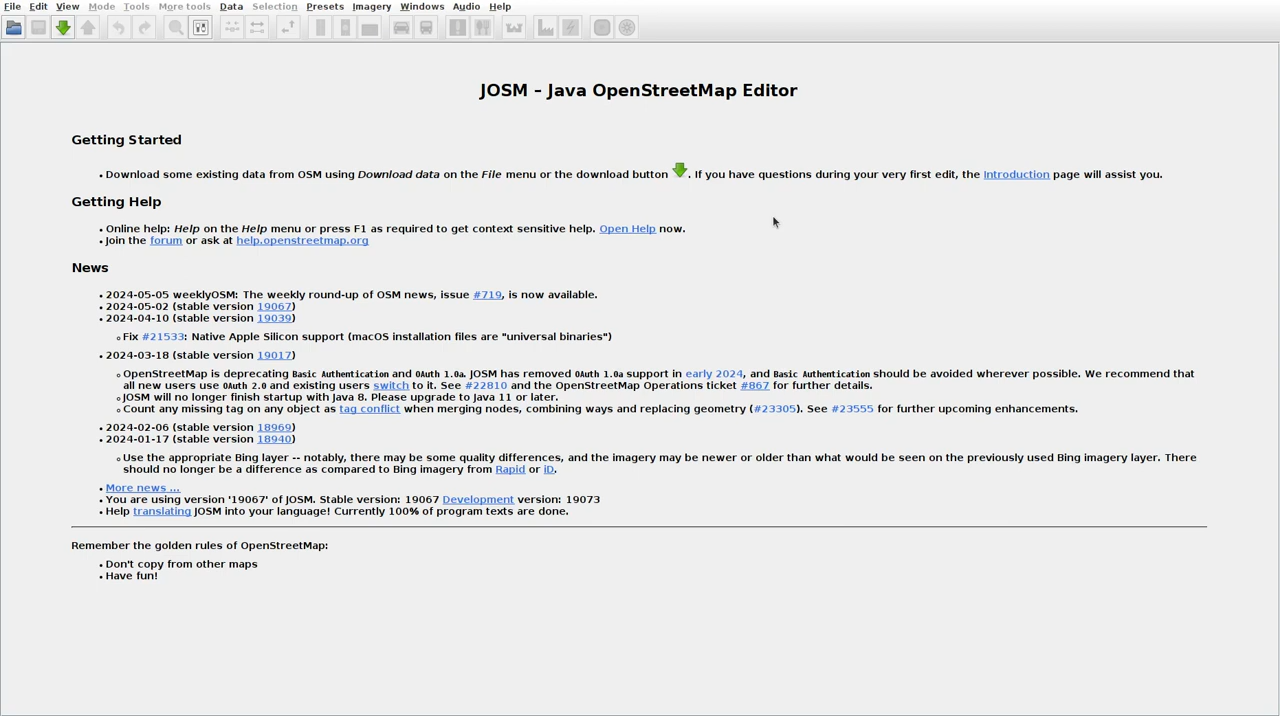 File Edit View Mode Tools More tools Data Selection Presets Imagery Windows Audio Help
JOSM – Java OpenStreetMap Editor
Getting Started
• Download some existing data from OSM using Download data on the File menu or the download button . If you have questions during your very first edit, the Introduction page will assist you.
Getting Help
• Online help: Help on the Help menu or press F1 as required to get context sensitive help. Open Help now.
• Join the forum or ask at help.openstreetmap.org
News
• 2024-05-05 weeklyOSM: The weekly round-up of OSM news, issue #719, is now available.
• 2024-05-02 (stable version 19067)
• 2024-04-10 (stable version 19039)
◦ Fix #21533: Native Apple Silicon support (macOS installation files are "universal binaries")
• 2024-03-18 (stable version 19017)
◦ OpenStreetMap is deprecating Basic Authentication and OAuth 1.0a. JOSM has removed OAuth 1.0a support in early 2024, and Basic Authentication should be avoided wherever possible. We recommend that
all new users use OAuth 2.0 and existing users switch to it. See #22810 and the OpenStreetMap Operations ticket #867 for further details.
◦ JOSM will no longer finish startup with Java 8. Please upgrade to Java 11 or later.
◦ Count any missing tag on any object as tag conflict when merging nodes, combining ways and replacing geometry (#23305). See #23555 for further upcoming enhancements.
• 2024-02-06 (stable version 18969)
• 2024-01-17 (stable version 18940)
◦ Use the appropriate Bing layer -- notably, there may be some quality differences, and the imagery may be newer or older than what would be seen on the previously used Bing imagery layer. There
should no longer be a difference as compared to Bing imagery from Rapid or iD.
• More news ...
• You are using version '19067' of JOSM. Stable version: 19067 Development version: 19073
• Help translating JOSM into your language! Currently 100% of program texts are done.
Remember the golden rules of OpenStreetMap:
• Don't copy from other maps
• Have fun!